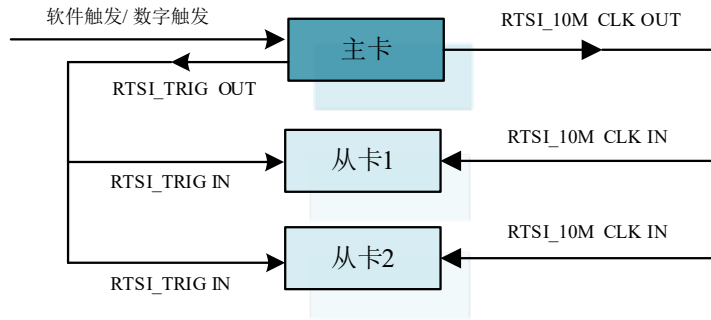 软件触发/ 数字触发
RTSI_10M CLK OUT
主卡
RTSI_TRIG OUT
RTSI_10M CLK IN
从卡1
RTSI_TRIG IN
RTSI_10M CLK IN
从卡2
RTSI_TRIG IN